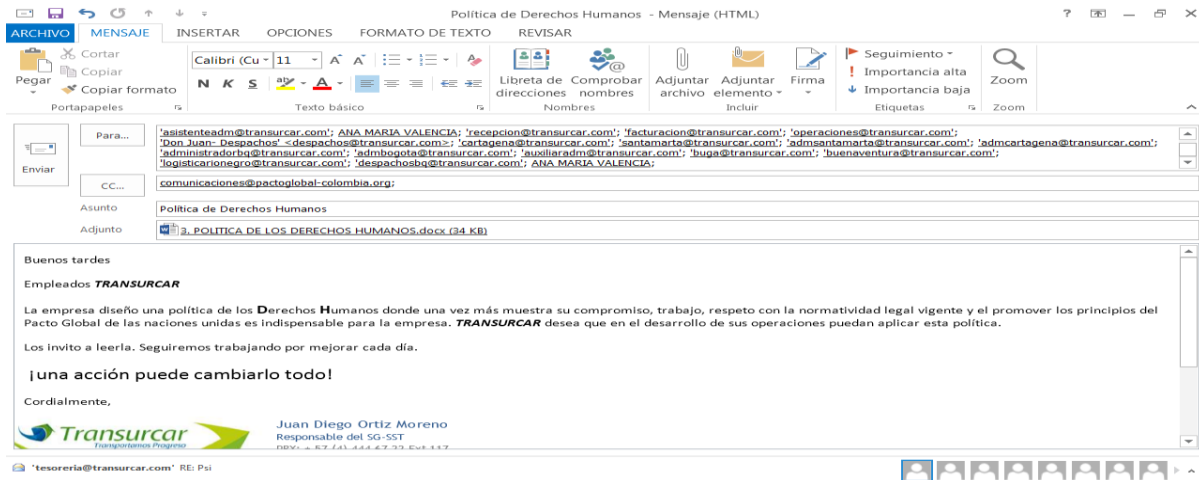 Política de Derechos Humanos - Mensaje (HTML)
ARCHIVO MENSAJE INSERTAR OPCIONES FORMATO DE TEXTO REVISAR
Pegar
Cortar
Copiar
Copiar formato
Portapapeles
Calibri (Cu 11
N K S
Texto básico
Libreta de direcciones
Comprobar nombres
Nombres
Adjuntar archivo
Adjuntar elemento
Firma
Incluir
Seguimiento
Importancia alta
Importancia baja
Etiquetas
Zoom
Zoom
Enviar
Para...
'asistenteadm@transurcar.com'; ANA MARIA VALENCIA; 'recepcion@transurcar.com'; 'facturacion@transurcar.com'; 'operaciones@transurcar.com';
'Don Juan- Despachos' <despachos@transurcar.com>; 'cartagena@transurcar.com'; 'santamarta@transurcar.com'; 'admsantamarta@transurcar.com'; 'admcartagena@transurcar.com';
'administradorbq@transurcar.com'; 'admbogota@transurcar.com'; 'auxiliaradm@transurcar.com'; 'buga@transurcar.com'; 'buenaventura@transurcar.com';
'logisticarionegro@transurcar.com'; 'despachosbq@transurcar.com'; ANA MARIA VALENCIA;
CC...
comunicaciones@pactoglobal-colombia.org;
Asunto
Política de Derechos Humanos
Adjunto
3. POLITICA DE LOS DERECHOS HUMANOS.docx (34 KB)
Buenos tardes
Empleados TRANSURCAR
La empresa diseño una política de los Derechos Humanos donde una vez más muestra su compromiso, trabajo, respeto con la normatividad legal vigente y el promover los principios del
Pacto Global de las naciones unidas es indispensable para la empresa. TRANSURCAR desea que en el desarrollo de sus operaciones puedan aplicar esta política.
Los invito a leerla. Seguiremos trabajando por mejorar cada día.
¡una acción puede cambiarlo todo!
Cordialmente,
Transurcar
Transportamos Progreso
Juan Diego Ortiz Moreno
Responsable del SG-SST
'tesoreria@transurcar.com' RE: Psi